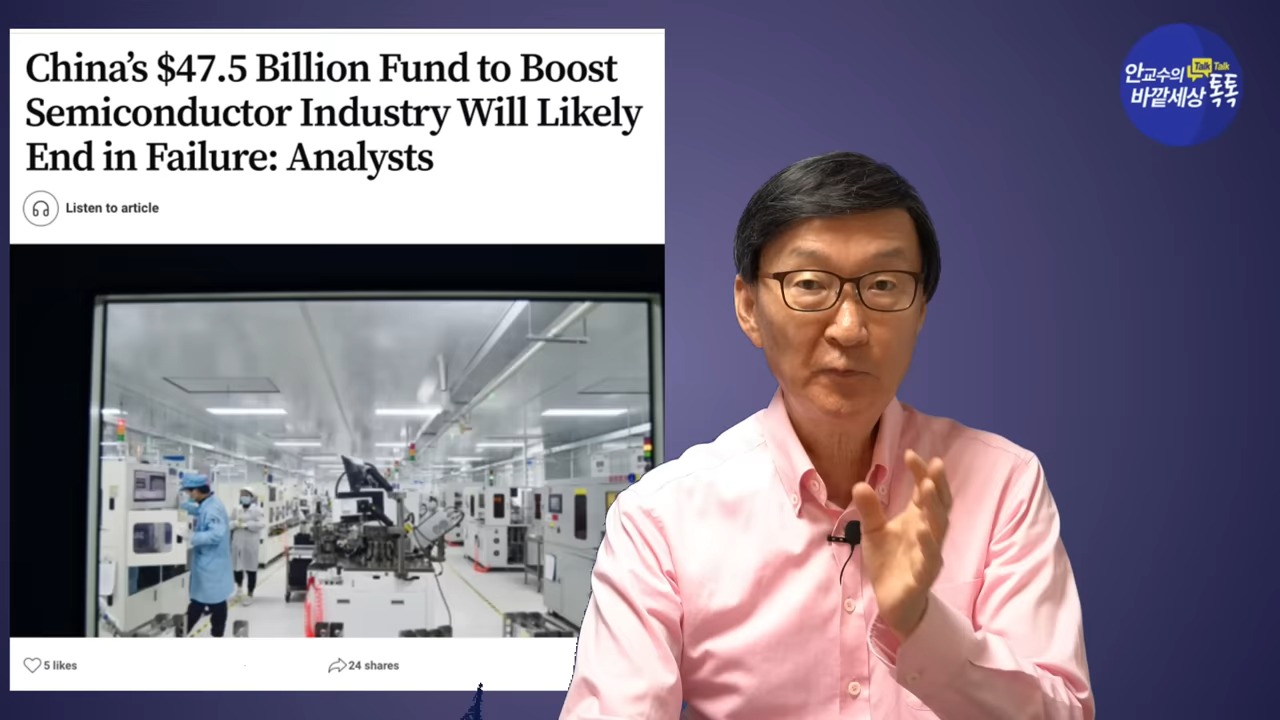 China's $47.5 Billion Fund to Boost
Semiconductor Industry Will Likely
End in Failure: Analysts
Listen to article
5 likes
24 shares
안교수의
Talk Talk
바깥세상 톡톡